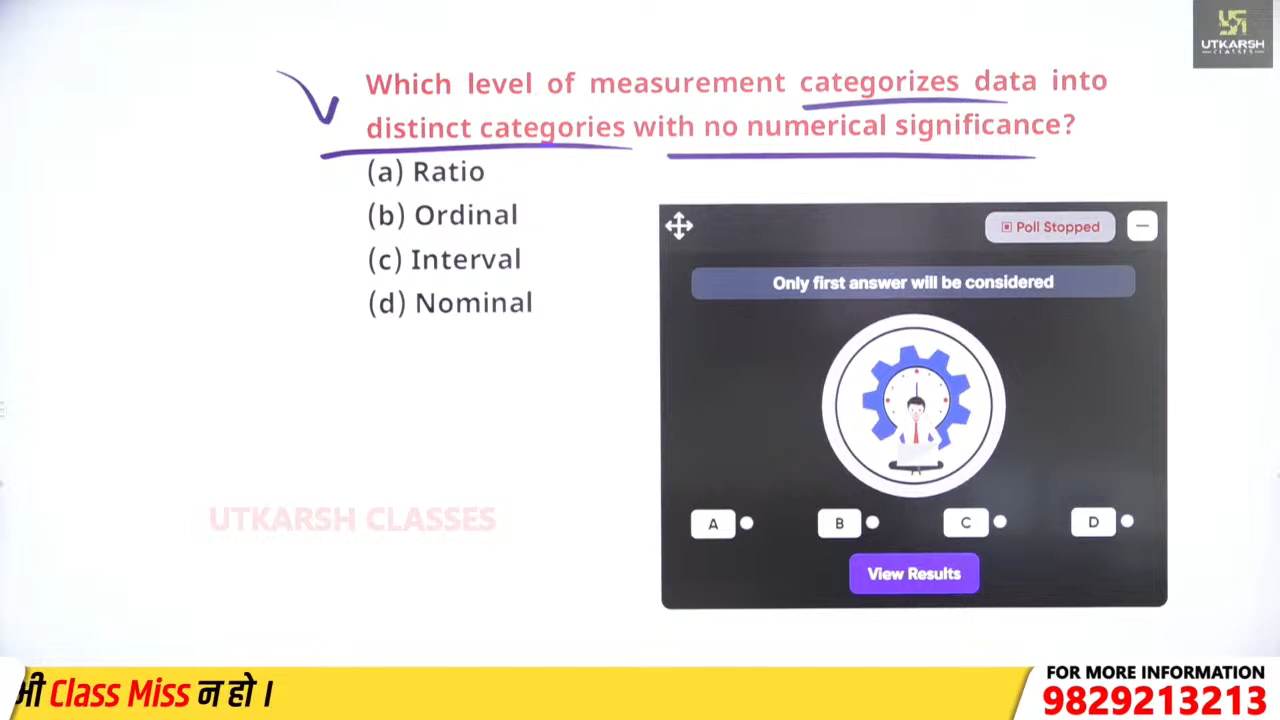 UTKARSH
CLASSES
Which level of measurement categorizes data into
distinct categories with no numerical significance?
(a) Ratio
(b) Ordinal
(c) Interval
(d) Nominal
Poll Stopped
Only first answer will be considered
A B C D
View Results
UTKARSH CLASSES
Class Miss न हो ।
FOR MORE INFORMATION
9829213213